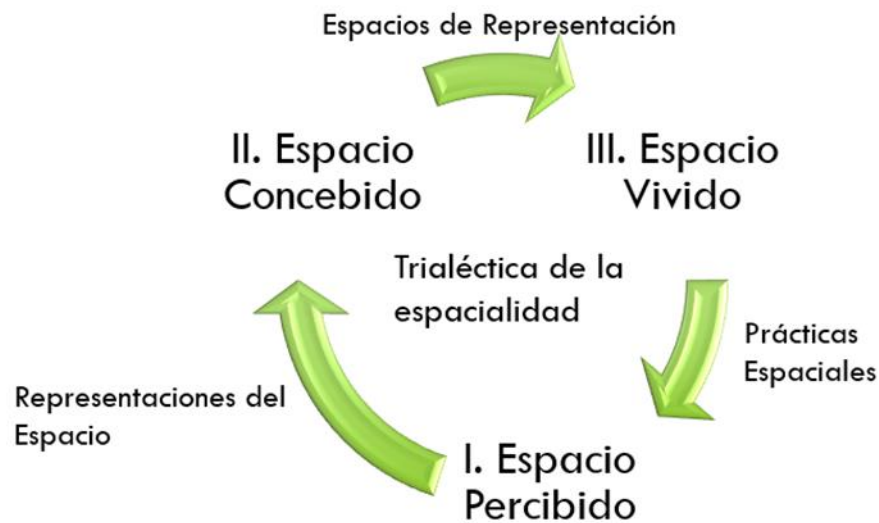 Espacios de Representación
II. Espacio
Concebido
III. Espacio
Vivido
Trialéctica de la
espacialidad
Prácticas
Espaciales
Representaciones del
Espacio
I. Espacio
Percibido